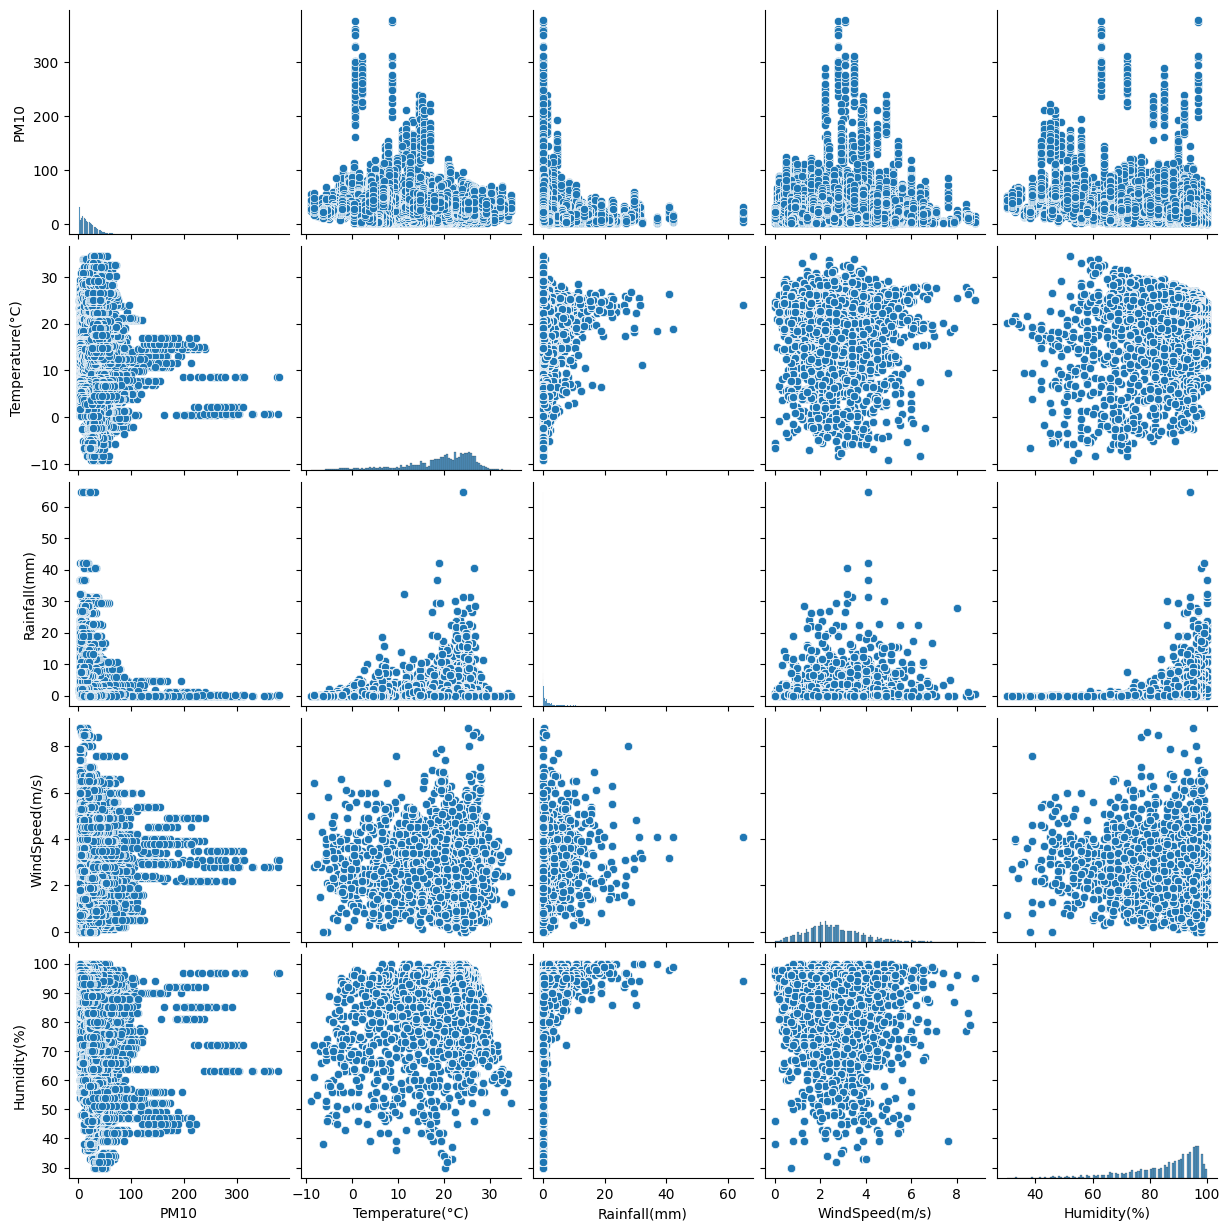 PM10
300
200
100
0
Temperature(°C)
30
20
10
0
−10
Rainfall(mm)
60
50
40
30
20
10
0
WindSpeed(m/s)
8
6
4
2
0
Humidity(%)
100
90
80
70
60
50
40
30
0 100 200 300
−10 0 10 20 30
0 20 40 60
0 2 4 6 8
40 60 80 100
PM10 Temperature(°C) Rainfall(mm) WindSpeed(m/s) Humidity(%)